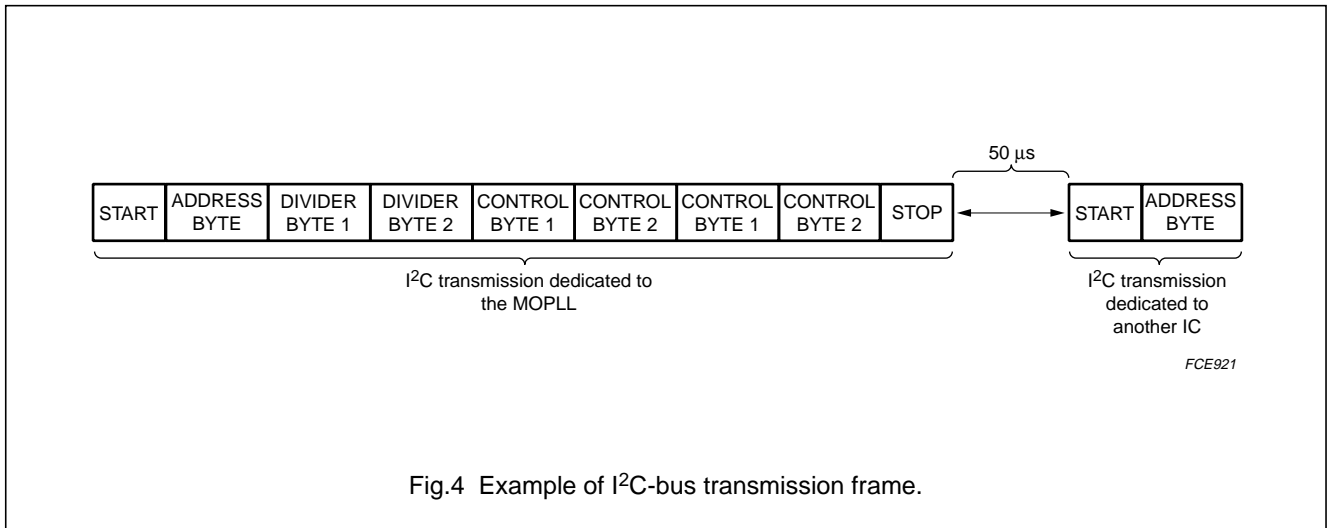 50 μs
START
ADDRESS
BYTE
DIVIDER
BYTE 1
DIVIDER
BYTE 2
CONTROL
BYTE 1
CONTROL
BYTE 2
CONTROL
BYTE 1
CONTROL
BYTE 2
STOP
START
ADDRESS
BYTE
I²C transmission dedicated to
the MOPLL
I²C transmission
dedicated to
another IC
FCE921
Fig.4 Example of I²C-bus transmission frame.